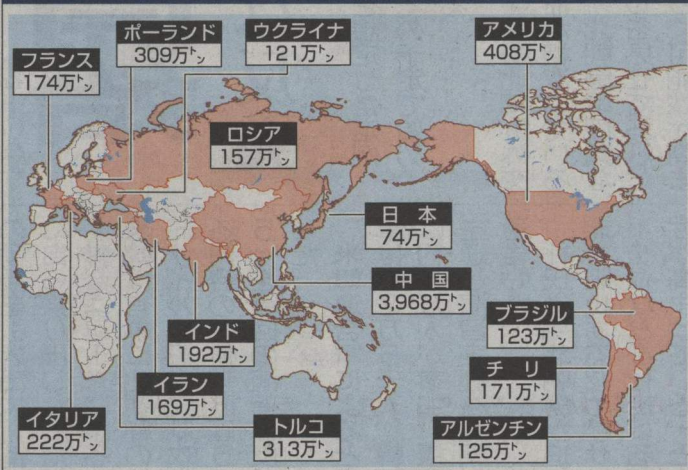 ポーランド
309万トン
ウクライナ
121万トン
アメリカ
408万トン
フランス
174万トン
ロシア
157万トン
日本
74万トン
中国
3,968万トン
ブラジル
123万トン
インド
192万トン
チリ
171万トン
イラン
169万トン
イタリア
222万トン
トルコ
313万トン
アルゼンチン
125万トン